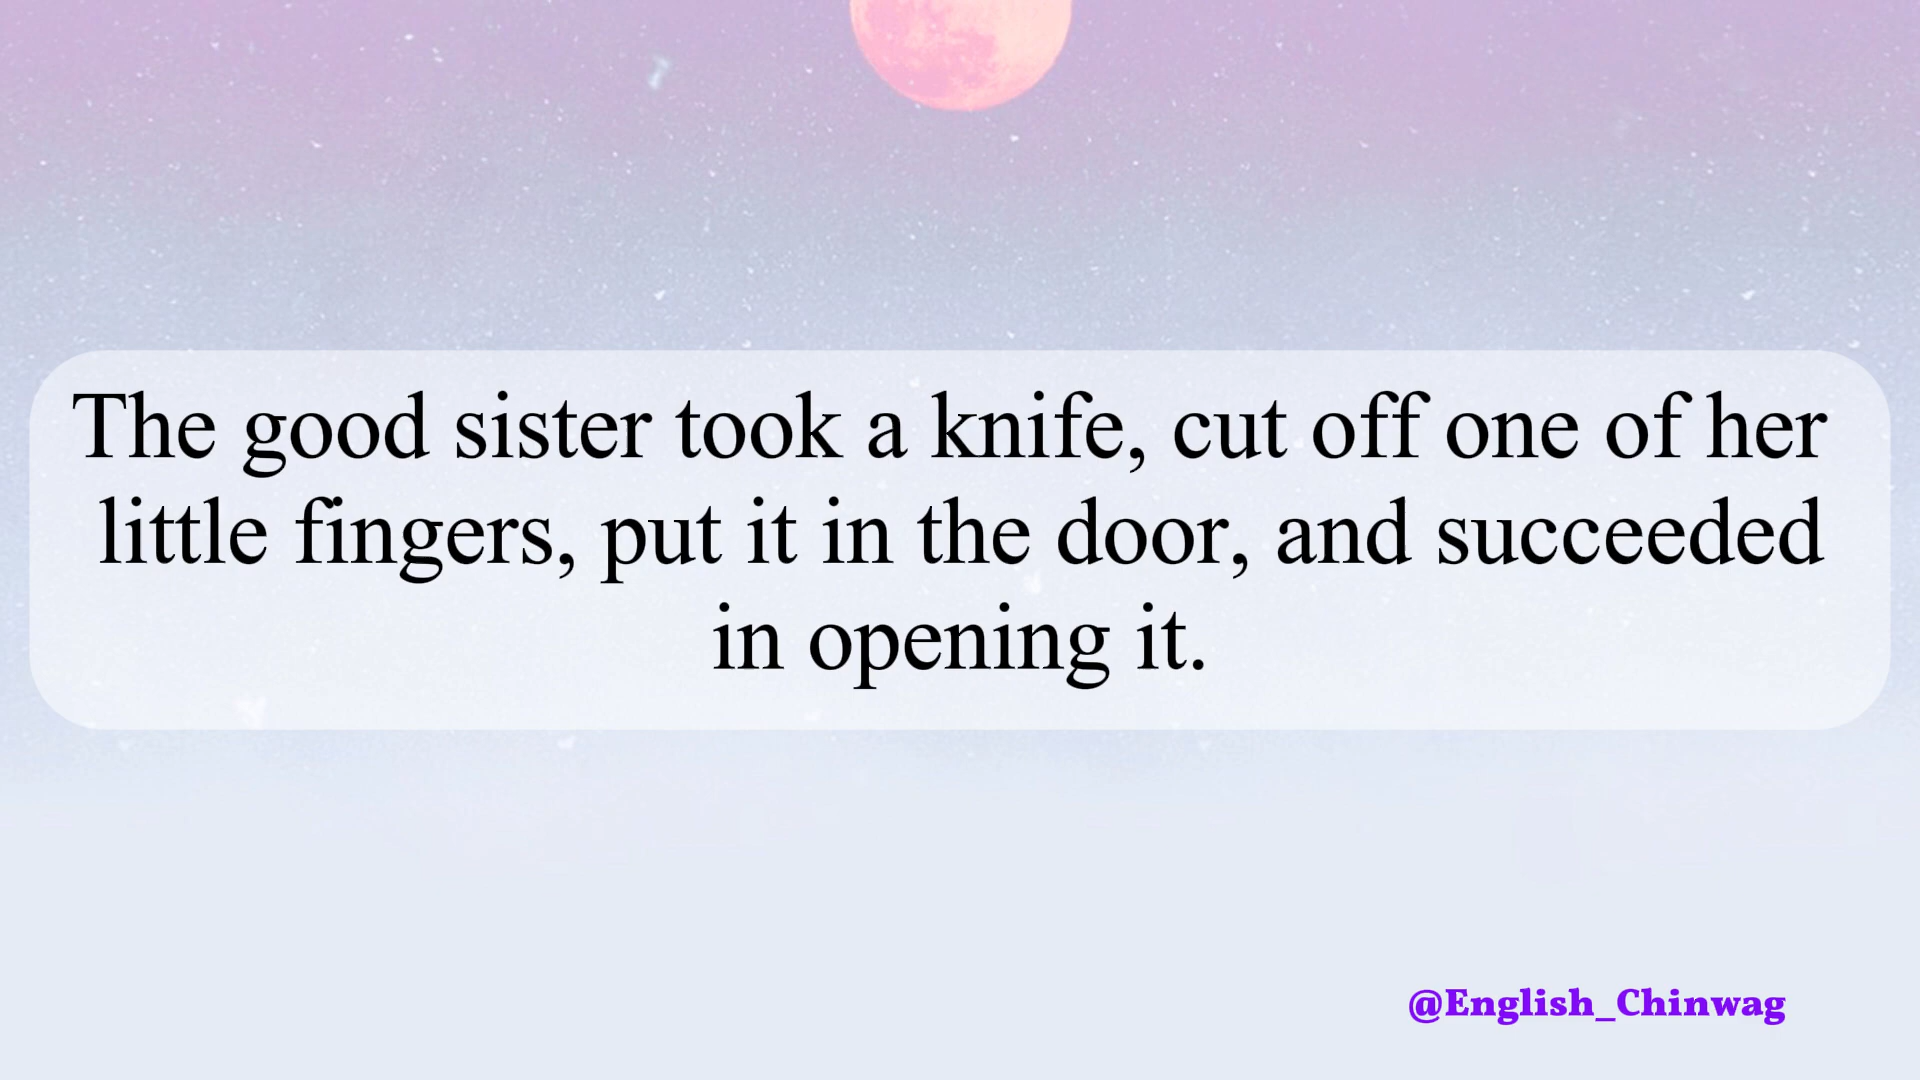 The good sister took a knife, cut off one of her
little fingers, put it in the door, and succeeded
in opening it.
@English_Chinwag